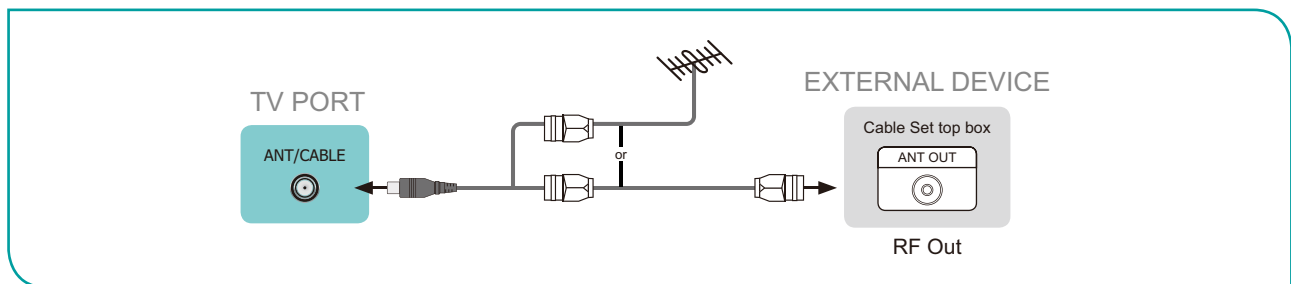 TV PORT
ANT/CABLE
or
EXTERNAL DEVICE
Cable Set top box
ANT OUT
RF Out